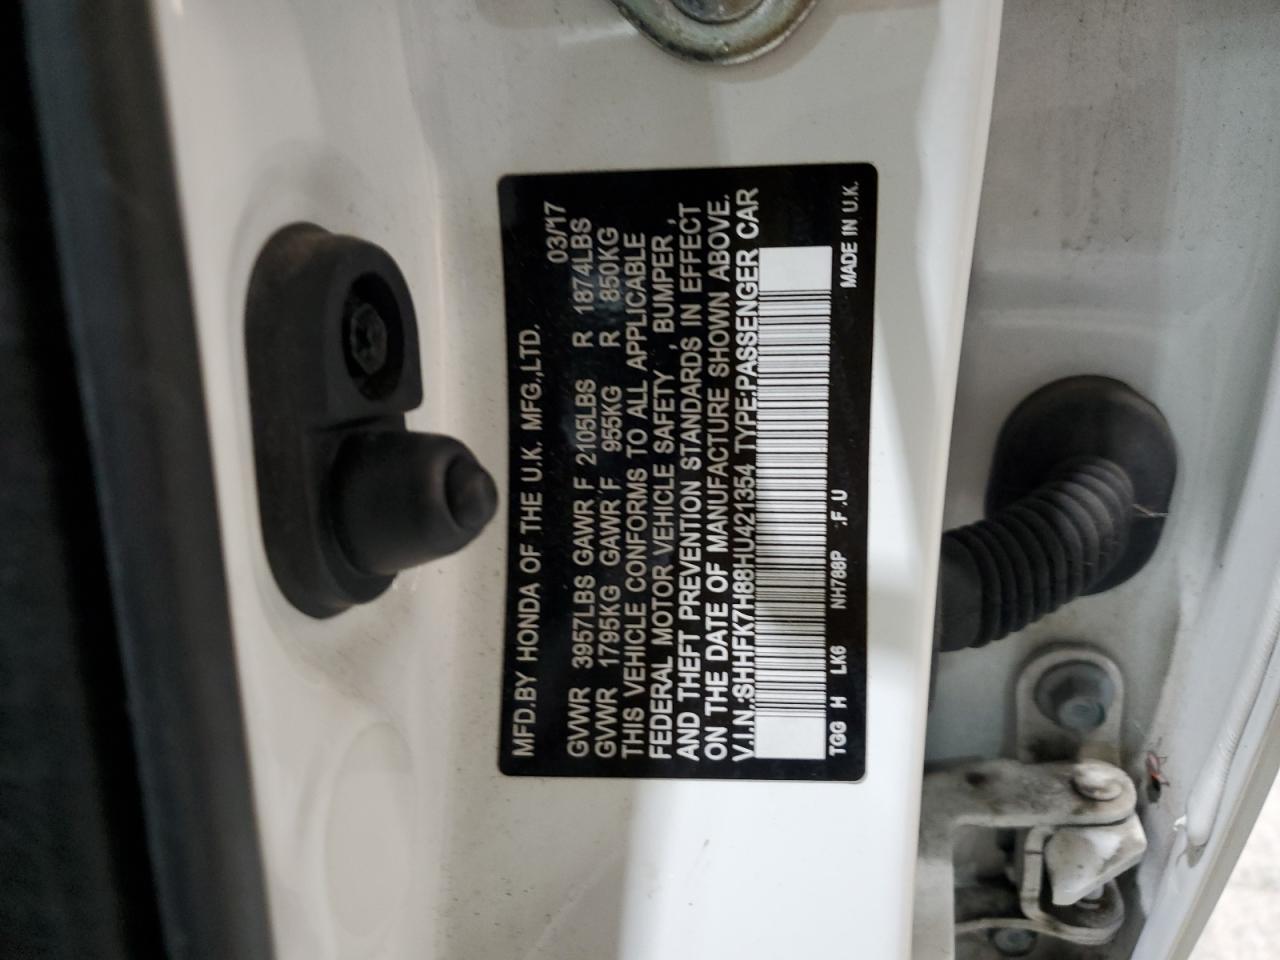 MFD.BY HONDA OF THE U.K. MFG.,LTD.
03/17
GVWR 3957LBS GAWR F 2105LBS R 1874LBS
GVWR 1795KG GAWR F 955KG R 850KG
THIS VEHICLE CONFORMS TO ALL APPLICABLE
FEDERAL MOTOR VEHICLE SAFETY , BUMPER ,
AND THEFT PREVENTION STANDARDS IN EFFECT
ON THE DATE OF MANUFACTURE SHOWN ABOVE.
V.I.N.:SHHFK7H88HU421354 TYPE:PASSENGER CAR
TGG H LK6 NH788P .F.U MADE IN U.K.